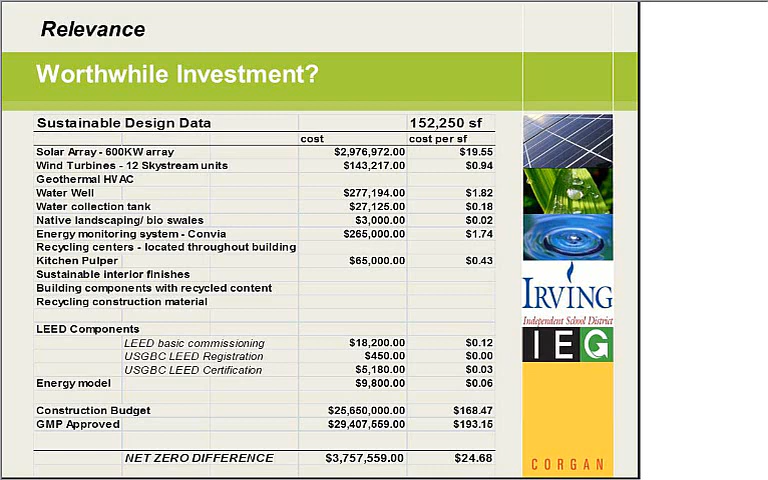 Relevance
Worthwhile Investment?
Sustainable Design Data 152,250 sf
cost cost per sf
Solar Array - 600KW array $2,976,972.00 $19.55
Wind Turbines - 12 Skystream units $143,217.00 $0.94
Geothermal HVAC
Water Well $277,194.00 $1.82
Water collection tank $27,125.00 $0.18
Native landscaping/ bio swales $3,000.00 $0.02
Energy monitoring system - Convia $265,000.00 $1.74
Recycling centers - located throughout building
Kitchen Pulper $65,000.00 $0.43
Sustainable interior finishes
Building components with recycled content
Recycling construction material
LEED Components
LEED basic commissioning $18,200.00 $0.12
USGBC LEED Registration $450.00 $0.00
USGBC LEED Certification $5,180.00 $0.03
Energy model $9,800.00 $0.06
Construction Budget $25,650,000.00 $168.47
GMP Approved $29,407,559.00 $193.15
NET ZERO DIFFERENCE $3,757,559.00 $24.68
IRVING
Independent School District
IEG
CORGAN